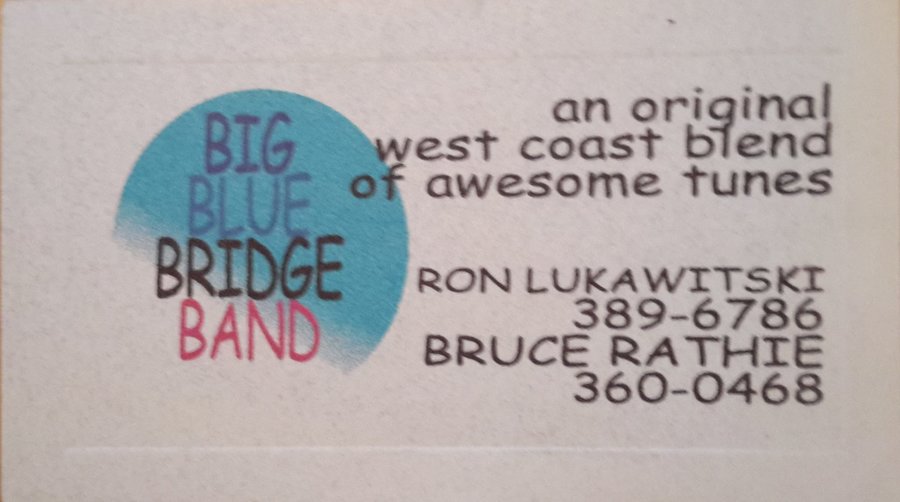 BIG
BLUE
BRIDGE
BAND
an original
west coast blend
of awesome tunes
RON LUKAWITSKI
389-6786
BRUCE RATHIE
360-0468